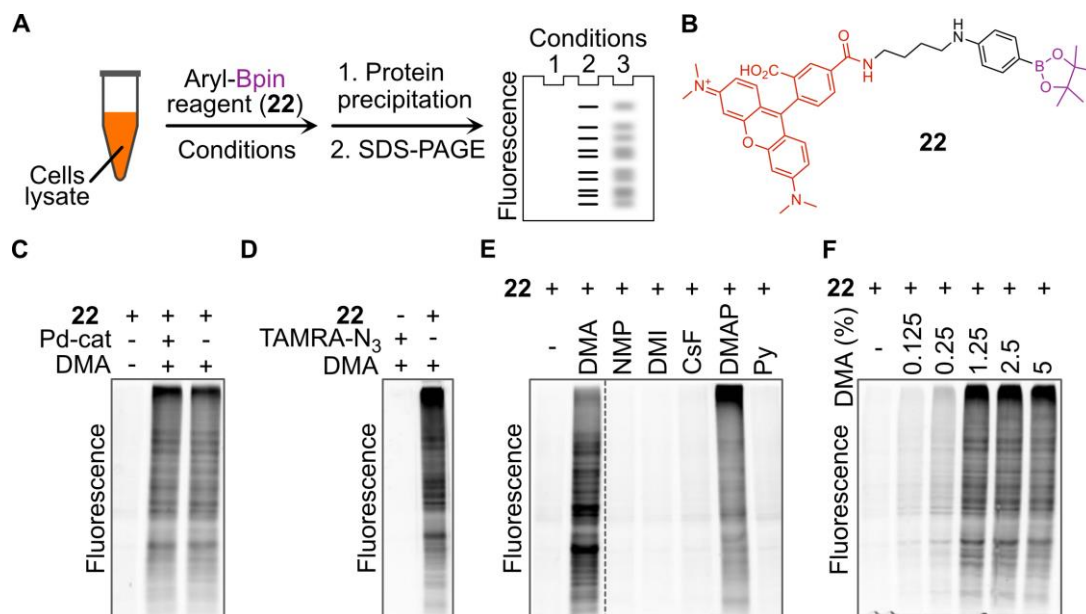 A
Cells lysate
Aryl-Bpin
reagent (22)
Conditions
1. Protein
precipitation
2. SDS-PAGE
Conditions
1 2 3
Fluorescence
B
N+
HO₂C
O
N
H
H
N
B
O
O
O
N
22
C
22 + + +
Pd-cat - + -
DMA - + +
Fluorescence
D
22 - +
TAMRA-N₃ + -
DMA + +
Fluorescence
E
22 + + + + + + +
- DMA NMP DMI CsF DMAP Py
Fluorescence
F
22 + + + + + +
DMA (%) - 0.125 0.25 1.25 2.5 5
Fluorescence